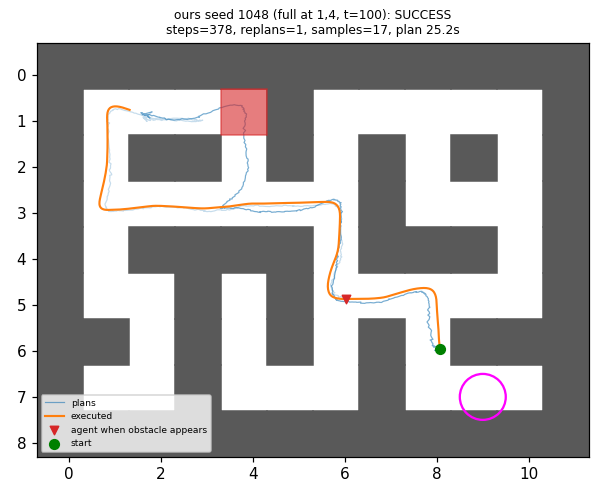 ours seed 1048 (full at 1,4, t=100): SUCCESS
steps=378, replans=1, samples=17, plan 25.2s
0
1
2
3
4
5
6
7
8
plans
executed
agent when obstacle appears
start
0 2 4 6 8 10